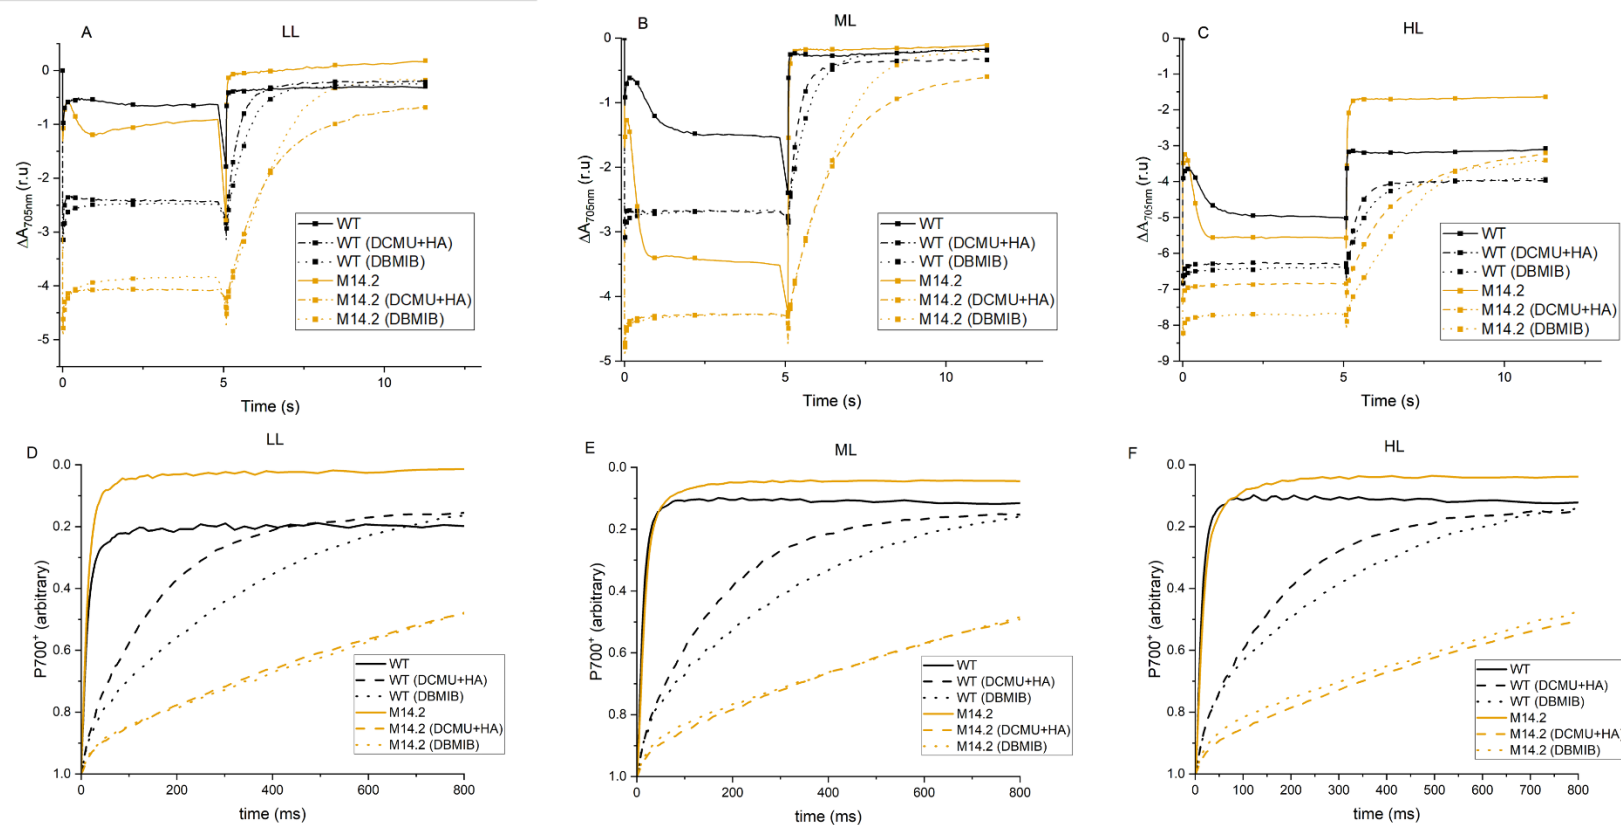 A
LL
0
-1
-2
-3
-4
-5
ΔA705nm (r.u)
0
5
10
Time (s)
WT
WT (DCMU+HA)
WT (DBMIB)
M14.2
M14.2 (DCMU+HA)
M14.2 (DBMIB)
B
ML
0
-1
-2
-3
-4
-5
ΔA705nm (r.u)
0
5
10
Time (s)
WT
WT (DCMU+HA)
WT (DBMIB)
M14.2
M14.2 (DCMU+HA)
M14.2 (DBMIB)
C
HL
0
-1
-2
-3
-4
-5
-6
-7
-8
-9
ΔA705nm (r.u)
0
5
10
Time (s)
WT
WT (DCMU+HA)
WT (DBMIB)
M14.2
M14.2 (DCMU+HA)
M14.2 (DBMIB)
D
LL
0.0
0.2
0.4
0.6
0.8
1.0
P700+ (arbitrary)
0
200
400
600
800
time (ms)
WT
WT (DCMU+HA)
WT (DBMIB)
M14.2
M14.2 (DCMU+HA)
M14.2 (DBMIB)
E
ML
0.0
0.2
0.4
0.6
0.8
1.0
P700+ (arbitrary)
0
200
400
600
800
time (ms)
WT
WT (DCMU+HA)
WT (DBMIB)
M14.2
M14.2 (DCMU+HA)
M14.2 (DBMIB)
F
HL
0.0
0.2
0.4
0.6
0.8
1.0
P700+ (arbitrary)
0
100
200
300
400
500
600
700
800
time (ms)
WT
WT (DCMU+HA)
WT (DBMIB)
M14.2
M14.2 (DCMU+HA)
M14.2 (DBMIB)